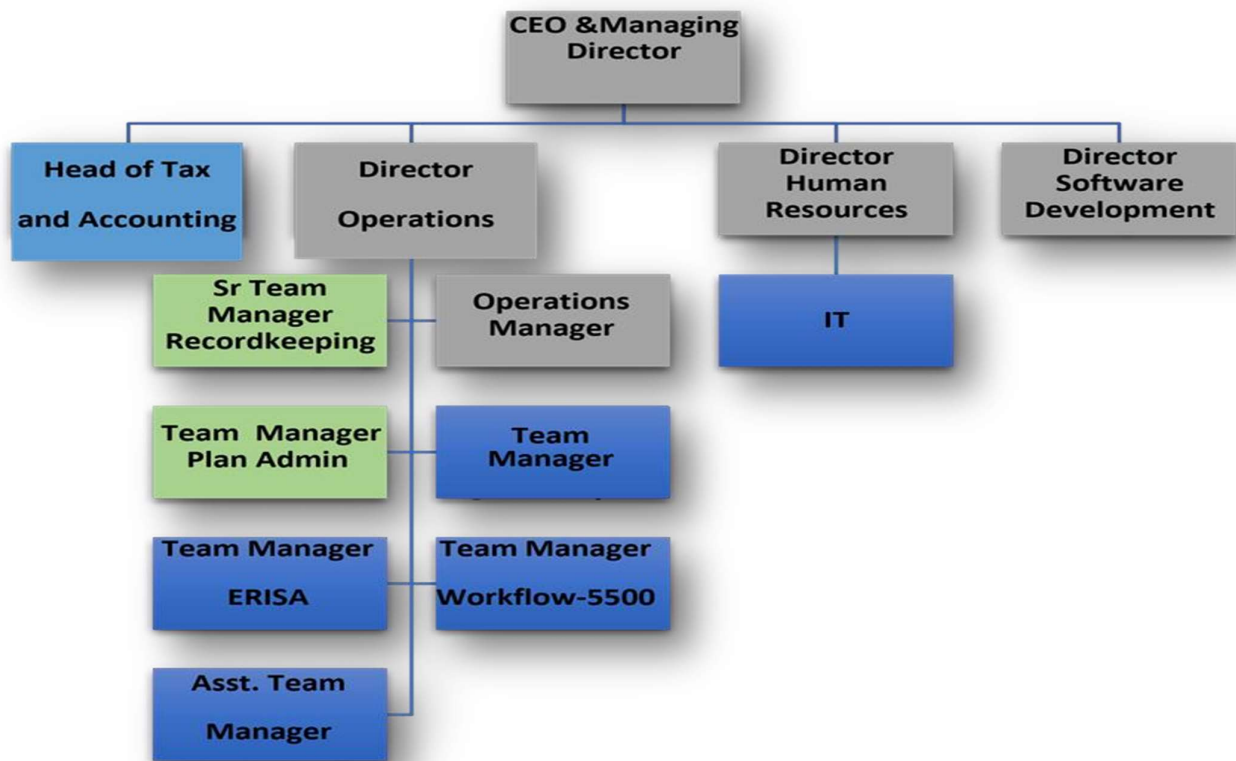 CEO &Managing
Director
Head of Tax
and Accounting
Director
Operations
Director
Human
Resources
Director
Software
Development
Sr Team
Manager
Recordkeeping
Operations
Manager
IT
Team  Manager
Plan Admin
Team
Manager
Team Manager
ERISA
Team Manager
Workflow-5500
Asst. Team
Manager